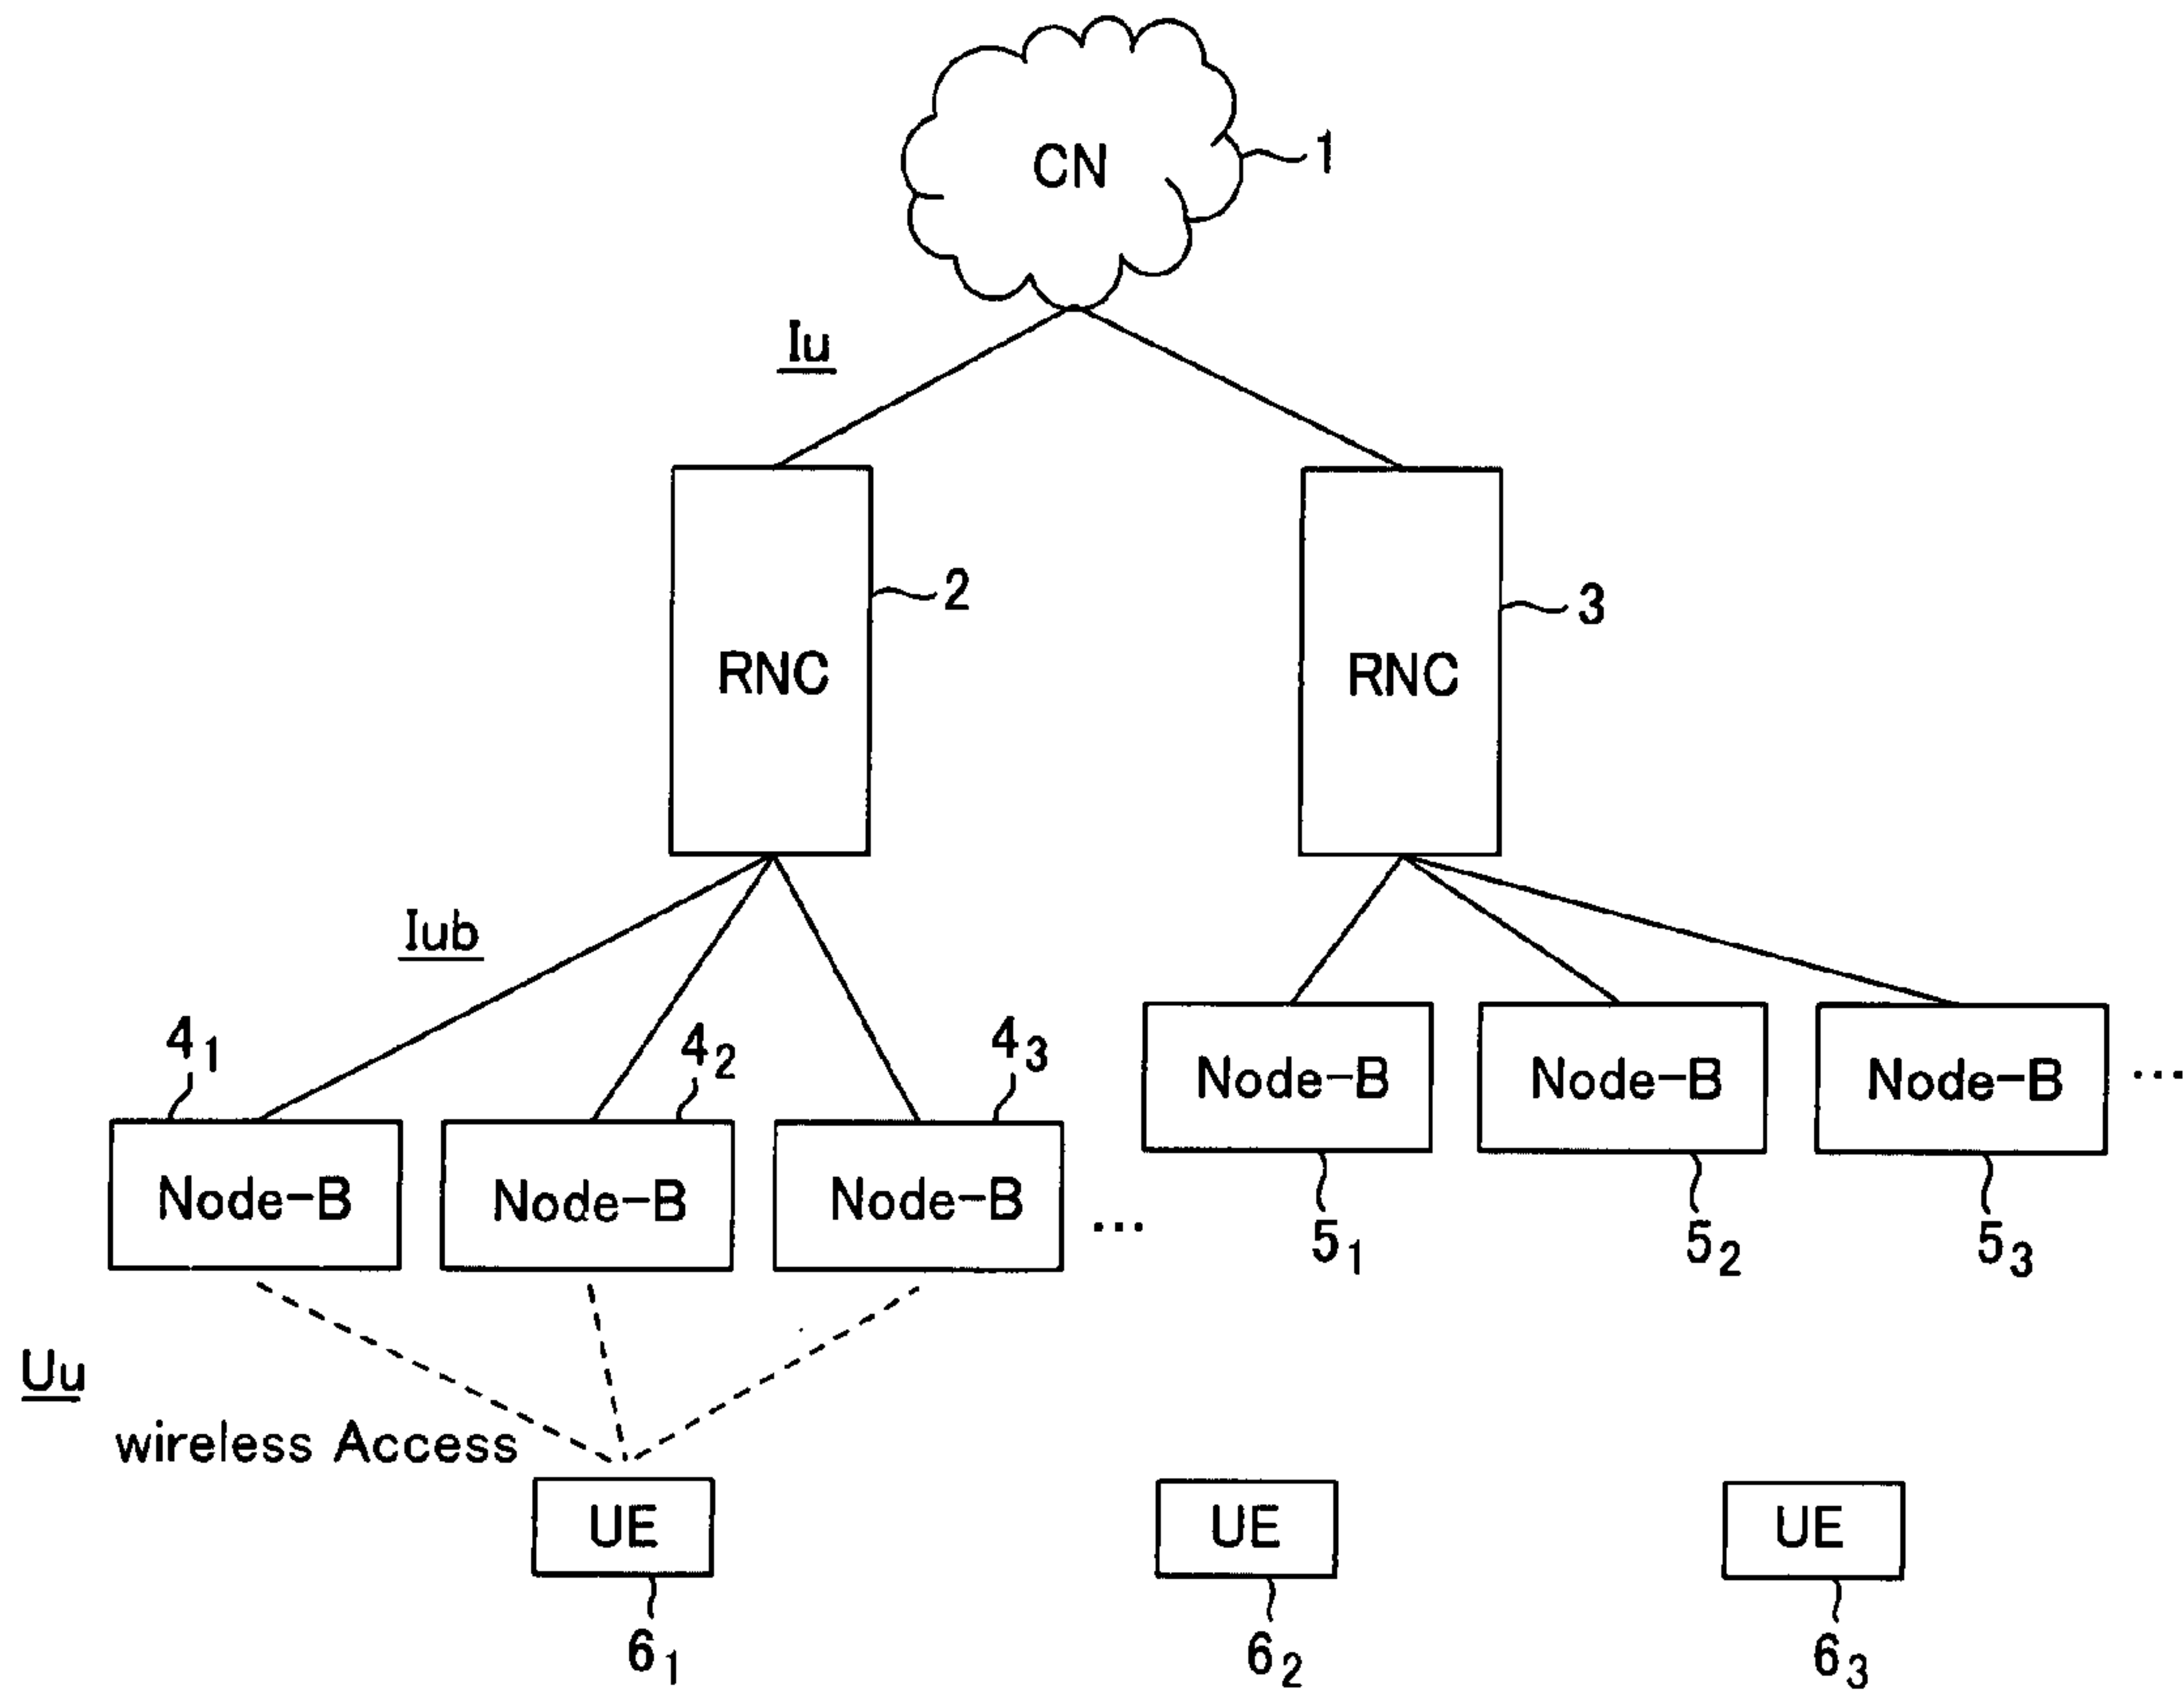 CN
1
Iu
2
3
RNC
RNC
Iub
4₁
4₂
4₃
Node-B
Node-B
Node-B
...
Node-B
Node-B
Node-B
...
5₁
5₂
5₃
Uu
wireless Access
UE
UE
UE
6₁
6₂
6₃